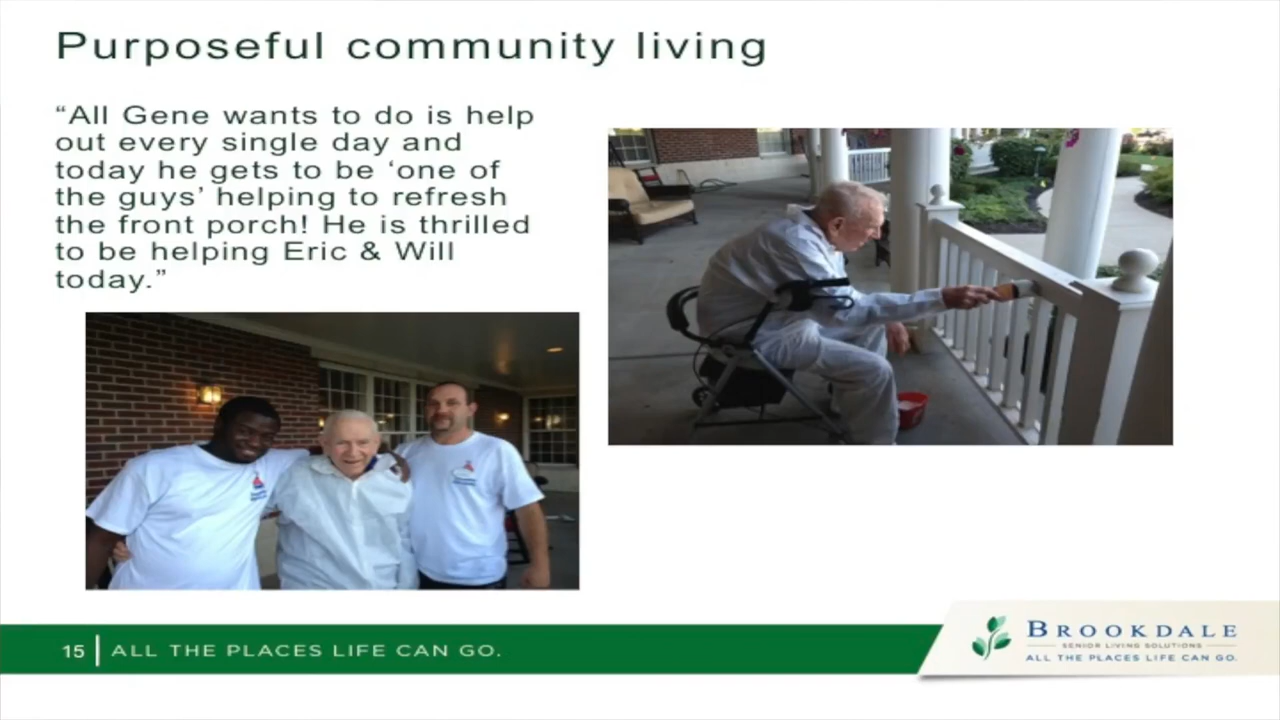 Purposeful community living
“All Gene wants to do is help
out every single day and
today he gets to be ‘one of
the guys’ helping to refresh
the front porch! He is thrilled
to be helping Eric & Will
today.”
15 ALL THE PLACES LIFE CAN GO.
BROOKDALE
SENIOR LIVING SOLUTIONS
ALL THE PLACES LIFE CAN GO.